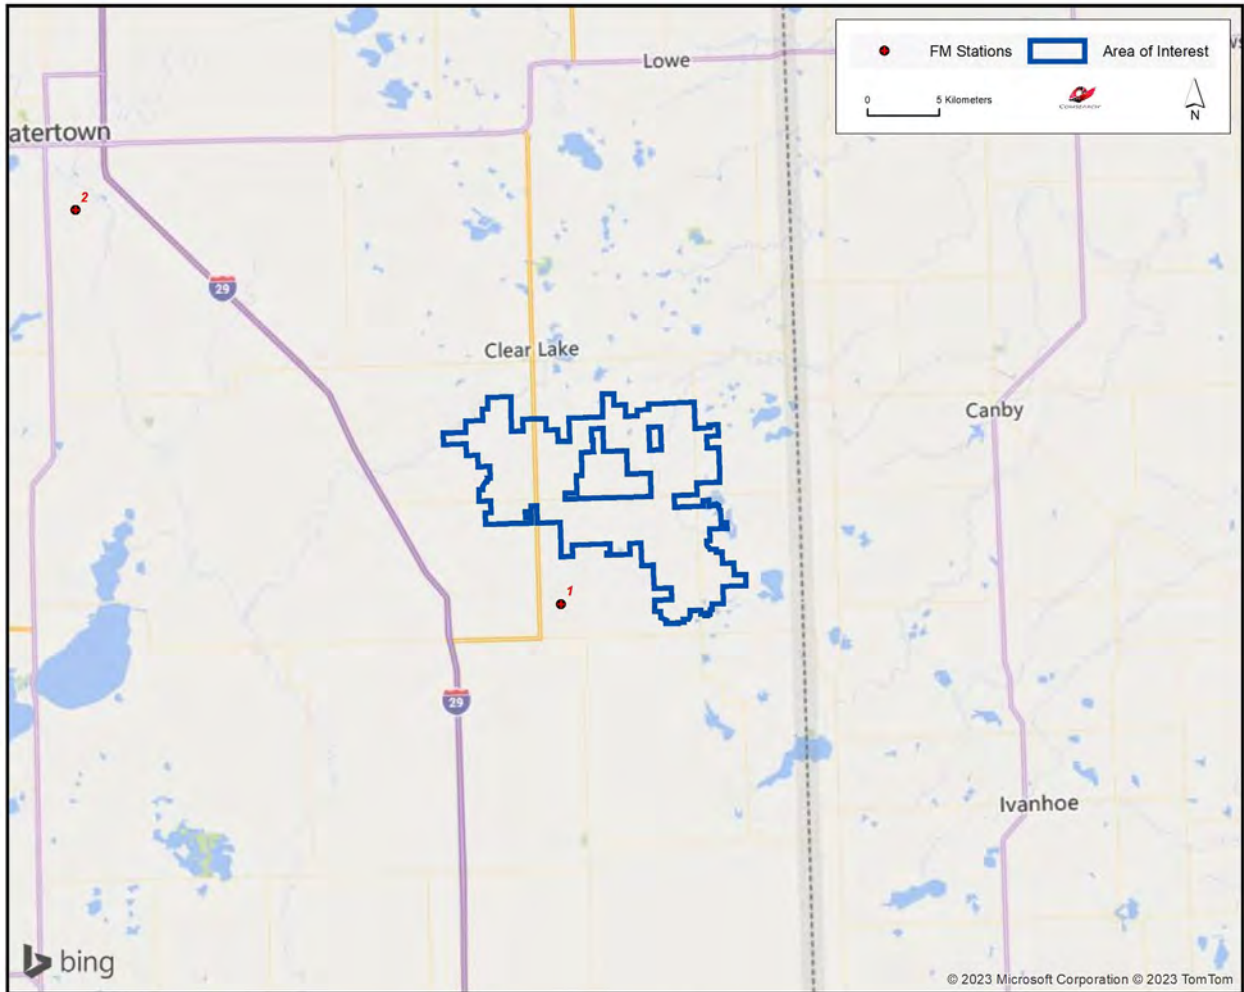 Lowe
FM Stations
Area of Interest
0
5 Kilometers
COMSEARCH
N
atertown
2
29
Clear Lake
Canby
1
29
Ivanhoe
bing
© 2023 Microsoft Corporation © 2023 TomTom